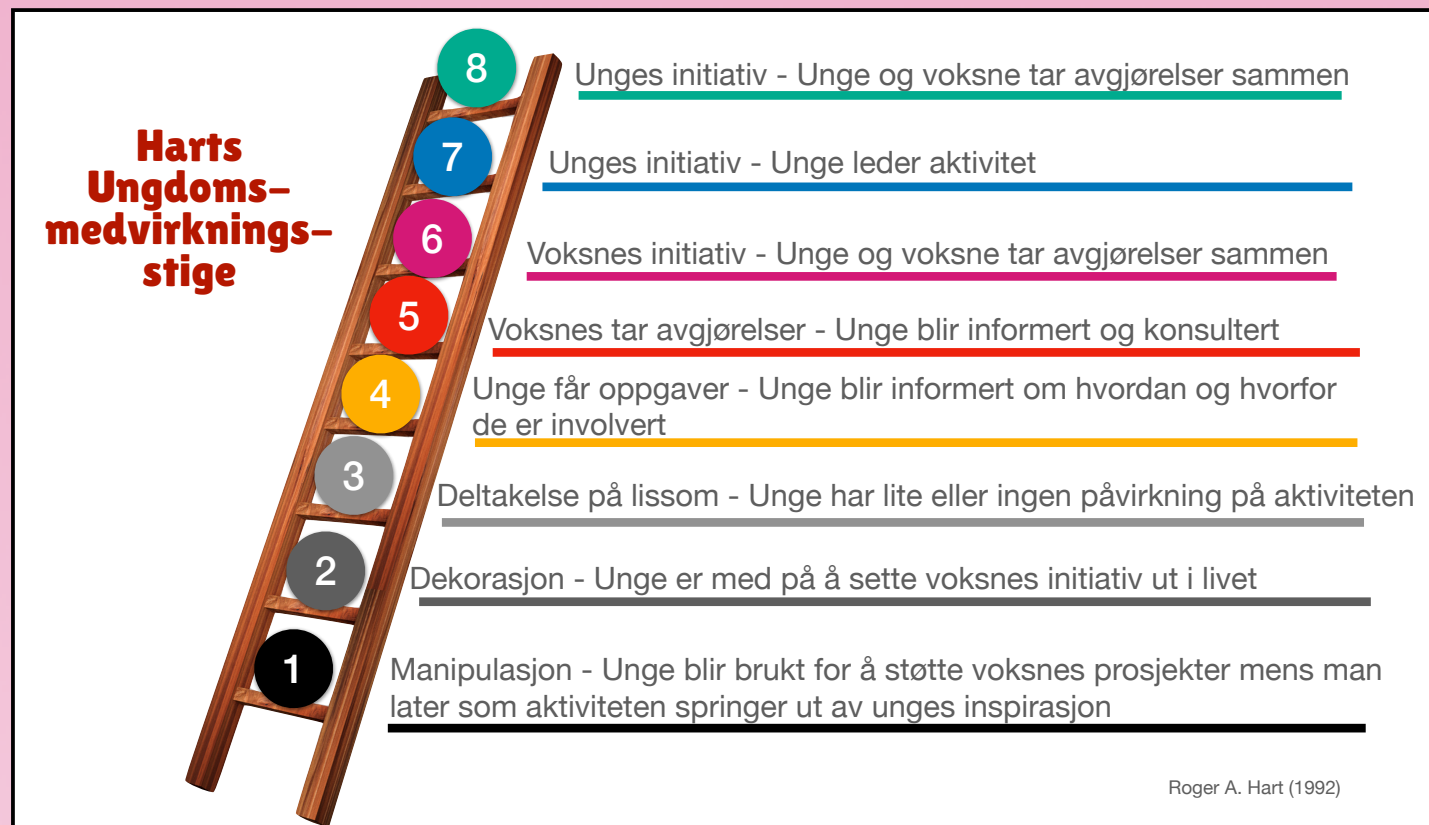 Harts
Ungdoms-
medvirknings-
stige
8
Unges initiativ - Unge og voksne tar avgjørelser sammen
7
Unges initiativ - Unge leder aktivitet
6
Voksnes initiativ - Unge og voksne tar avgjørelser sammen
5
Voksnes tar avgjørelser - Unge blir informert og konsultert
4
Unge får oppgaver - Unge blir informert om hvordan og hvorfor
de er involvert
3
Deltakelse på lissom - Unge har lite eller ingen påvirkning på aktiviteten
2
Dekorasjon - Unge er med på å sette voksnes initiativ ut i livet
1
Manipulasjon - Unge blir brukt for å støtte voksnes prosjekter mens man
later som aktiviteten springer ut av unges inspirasjon
Roger A. Hart (1992)